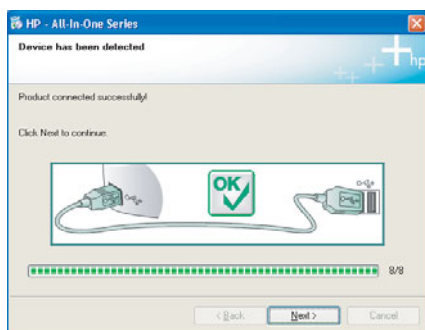 HP - All-In-One Series
Device has been detected
hp
Product connected successfully!
Click Next to continue.
OK
8/8
< Back
Next >
Cancel